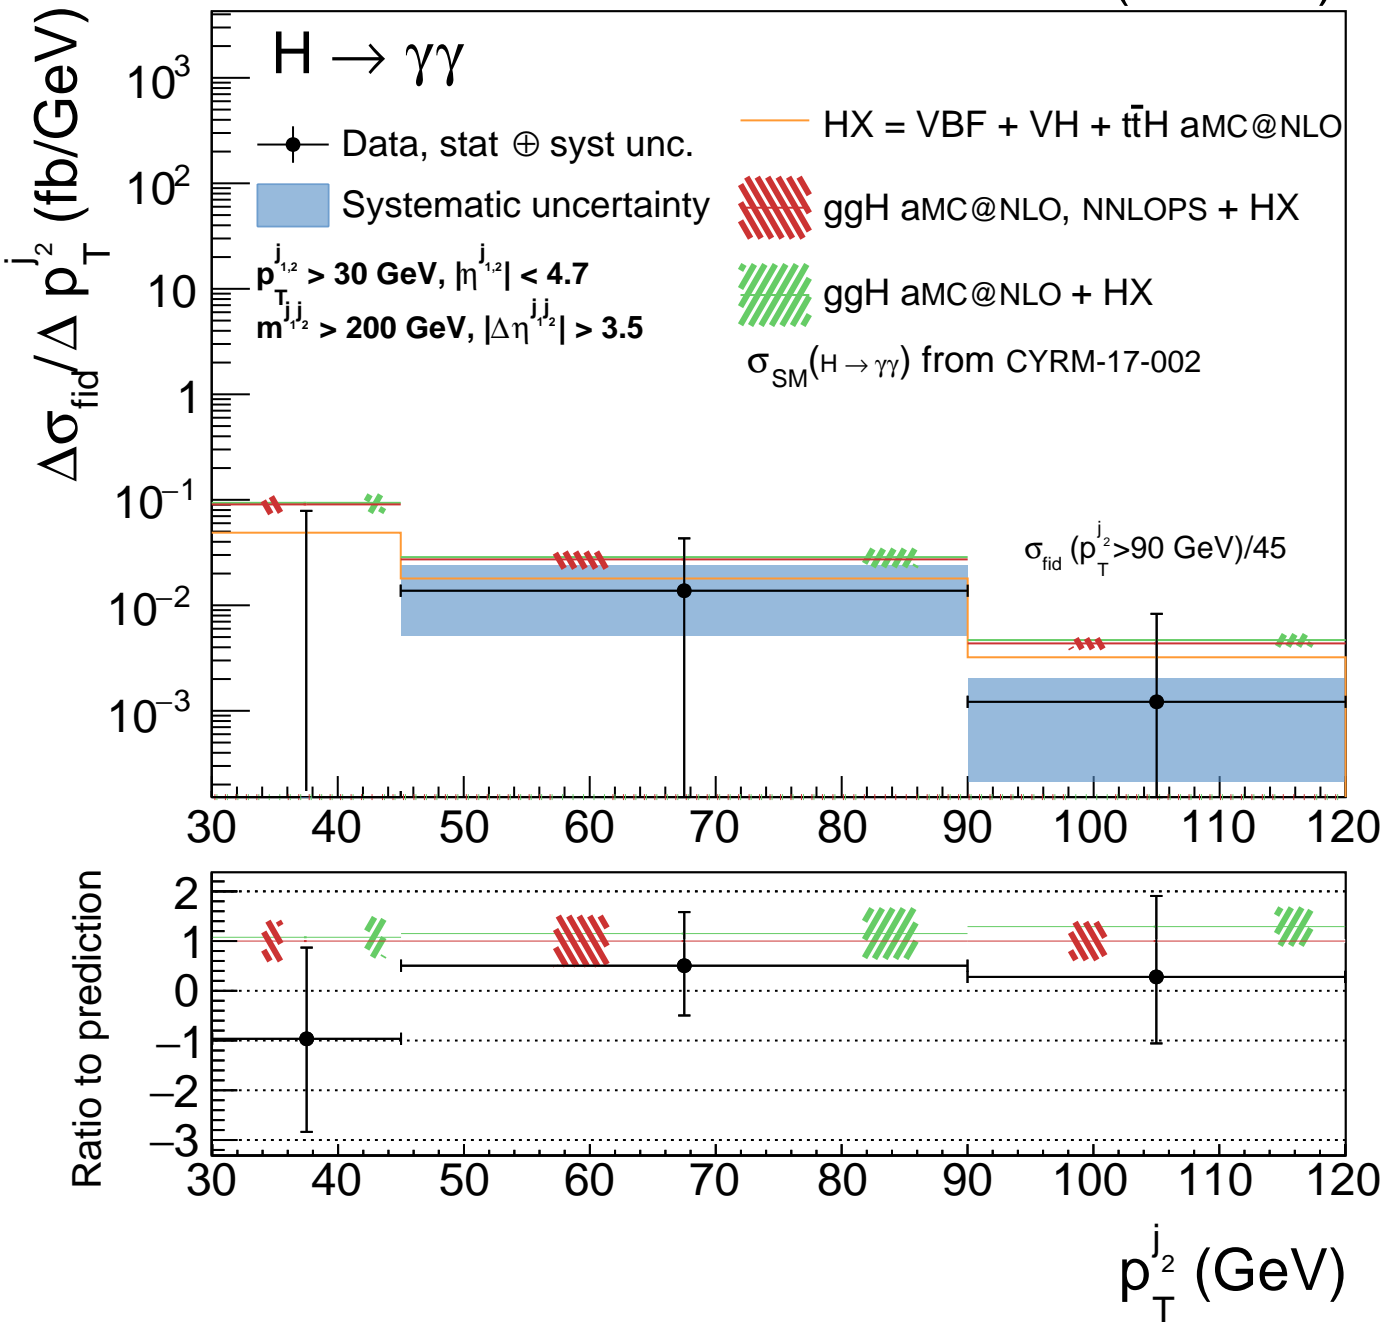 H → γγ
Data, stat ⊕ syst unc.
Systematic uncertainty
p_T^{j_{1,2}} > 30 GeV, |η^{j_{1,2}}| < 4.7
m^{j_1 j_2} > 200 GeV, |Δη^{j_1 j_2}| > 3.5
HX = VBF + VH + tt̄H aMC@NLO
ggH aMC@NLO, NNLOPS + HX
ggH aMC@NLO + HX
σ_SM(H → γγ) from CYRM-17-002
σ_fid (p_T^{j_2}>90 GeV)/45
Δσ_fid/Δ p_T^{j_2} (fb/GeV)
10^3
10^2
10
1
10^−1
10^−2
10^−3
30 40 50 60 70 80 90 100 110 120
Ratio to prediction
2
1
0
−1
−2
−3
30 40 50 60 70 80 90 100 110 120
p_T^{j_2} (GeV)